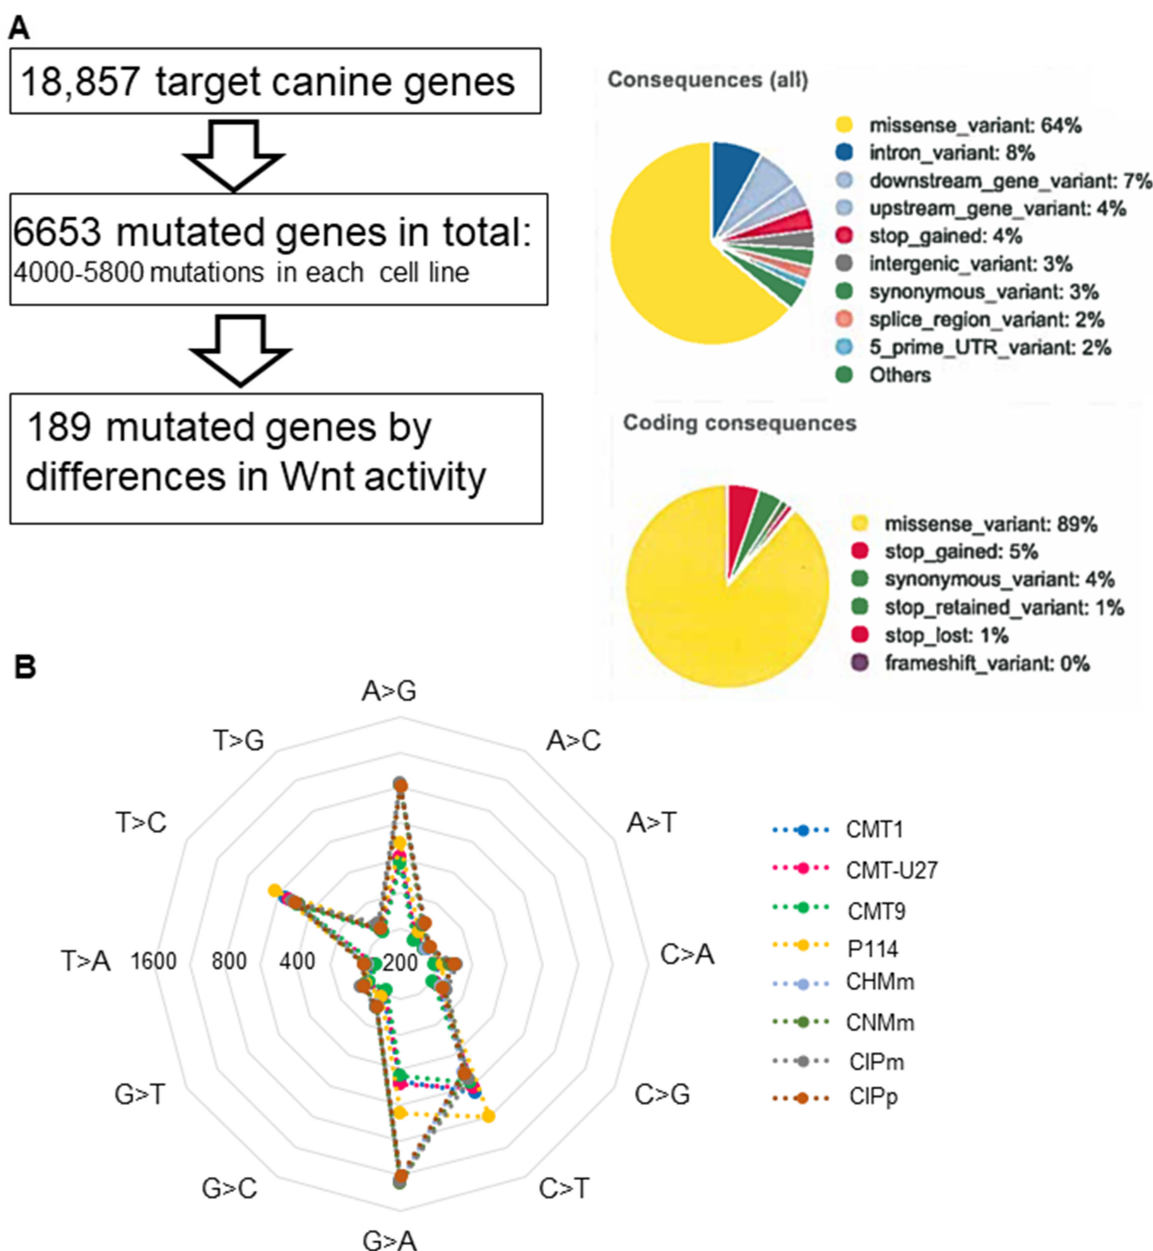 A
18,857 target canine genes
6653 mutated genes in total:
4000-5800 mutations in each cell line
189 mutated genes by
differences in Wnt activity
Consequences (all)
missense_variant: 64%
intron_variant: 8%
downstream_gene_variant: 7%
upstream_gene_variant: 4%
stop_gained: 4%
intergenic_variant: 3%
synonymous_variant: 3%
splice_region_variant: 2%
5_prime_UTR_variant: 2%
Others
Coding consequences
missense_variant: 89%
stop_gained: 5%
synonymous_variant: 4%
stop_retained_variant: 1%
stop_lost: 1%
frameshift_variant: 0%
B
A>G
T>G
A>C
T>C
A>T
T>A
1600
800
400
200
C>A
G>T
C>G
G>C
C>T
G>A
CMT1
CMT-U27
CMT9
P114
CHMm
CNMm
CIPm
CIPp